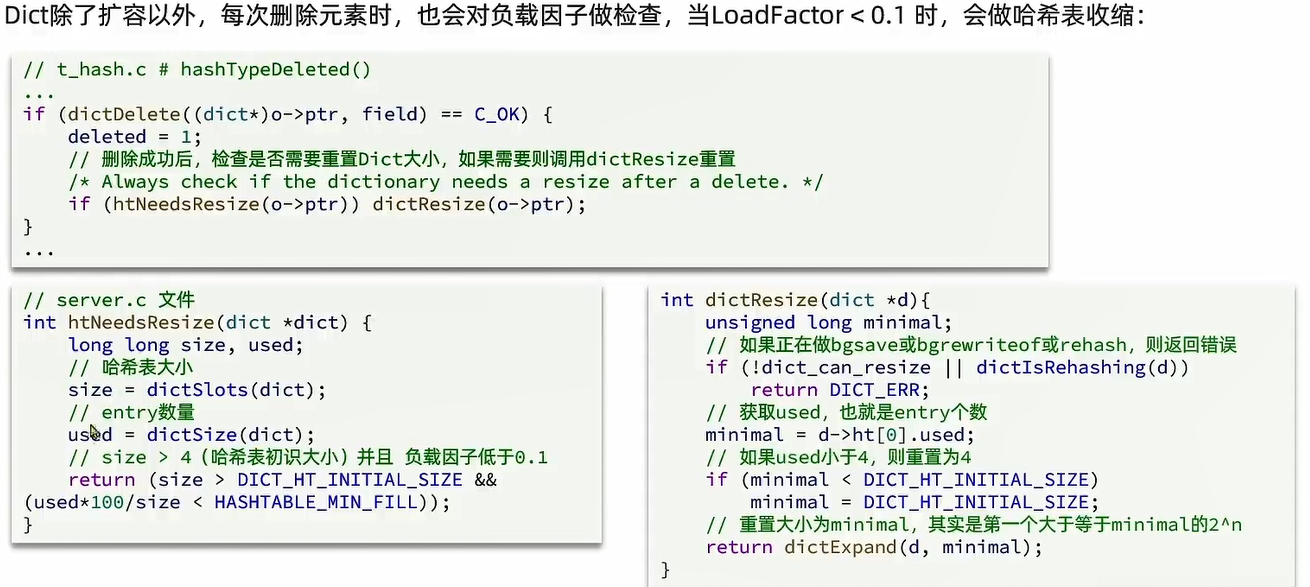 Dict除了扩容以外，每次删除元素时，也会对负载因子做检查，当LoadFactor < 0.1 时，会做哈希表收缩：
// t_hash.c # hashTypeDeleted()
...
if (dictDelete((dict*)o->ptr, field) == C_OK) {
    deleted = 1;
    // 删除成功后，检查是否需要重置Dict大小，如果需要则调用dictResize重置
    /* Always check if the dictionary needs a resize after a delete. */
    if (htNeedsResize(o->ptr)) dictResize(o->ptr);
}
...
// server.c 文件
int htNeedsResize(dict *dict) {
    long long size, used;
    // 哈希表大小
    size = dictSlots(dict);
    // entry数量
    used = dictSize(dict);
    // size > 4（哈希表初识大小）并且 负载因子低于0.1
    return (size > DICT_HT_INITIAL_SIZE &&
(used*100/size < HASHTABLE_MIN_FILL));
}
int dictResize(dict *d){
    unsigned long minimal;
    // 如果正在做bgsave或bgrewriteof或rehash，则返回错误
    if (!dict_can_resize || dictIsRehashing(d))
        return DICT_ERR;
    // 获取used，也就是entry个数
    minimal = d->ht[0].used;
    // 如果used小于4，则重置为4
    if (minimal < DICT_HT_INITIAL_SIZE)
        minimal = DICT_HT_INITIAL_SIZE;
    // 重置大小为minimal，其实是第一个大于等于minimal的2^n
    return dictExpand(d, minimal);
}